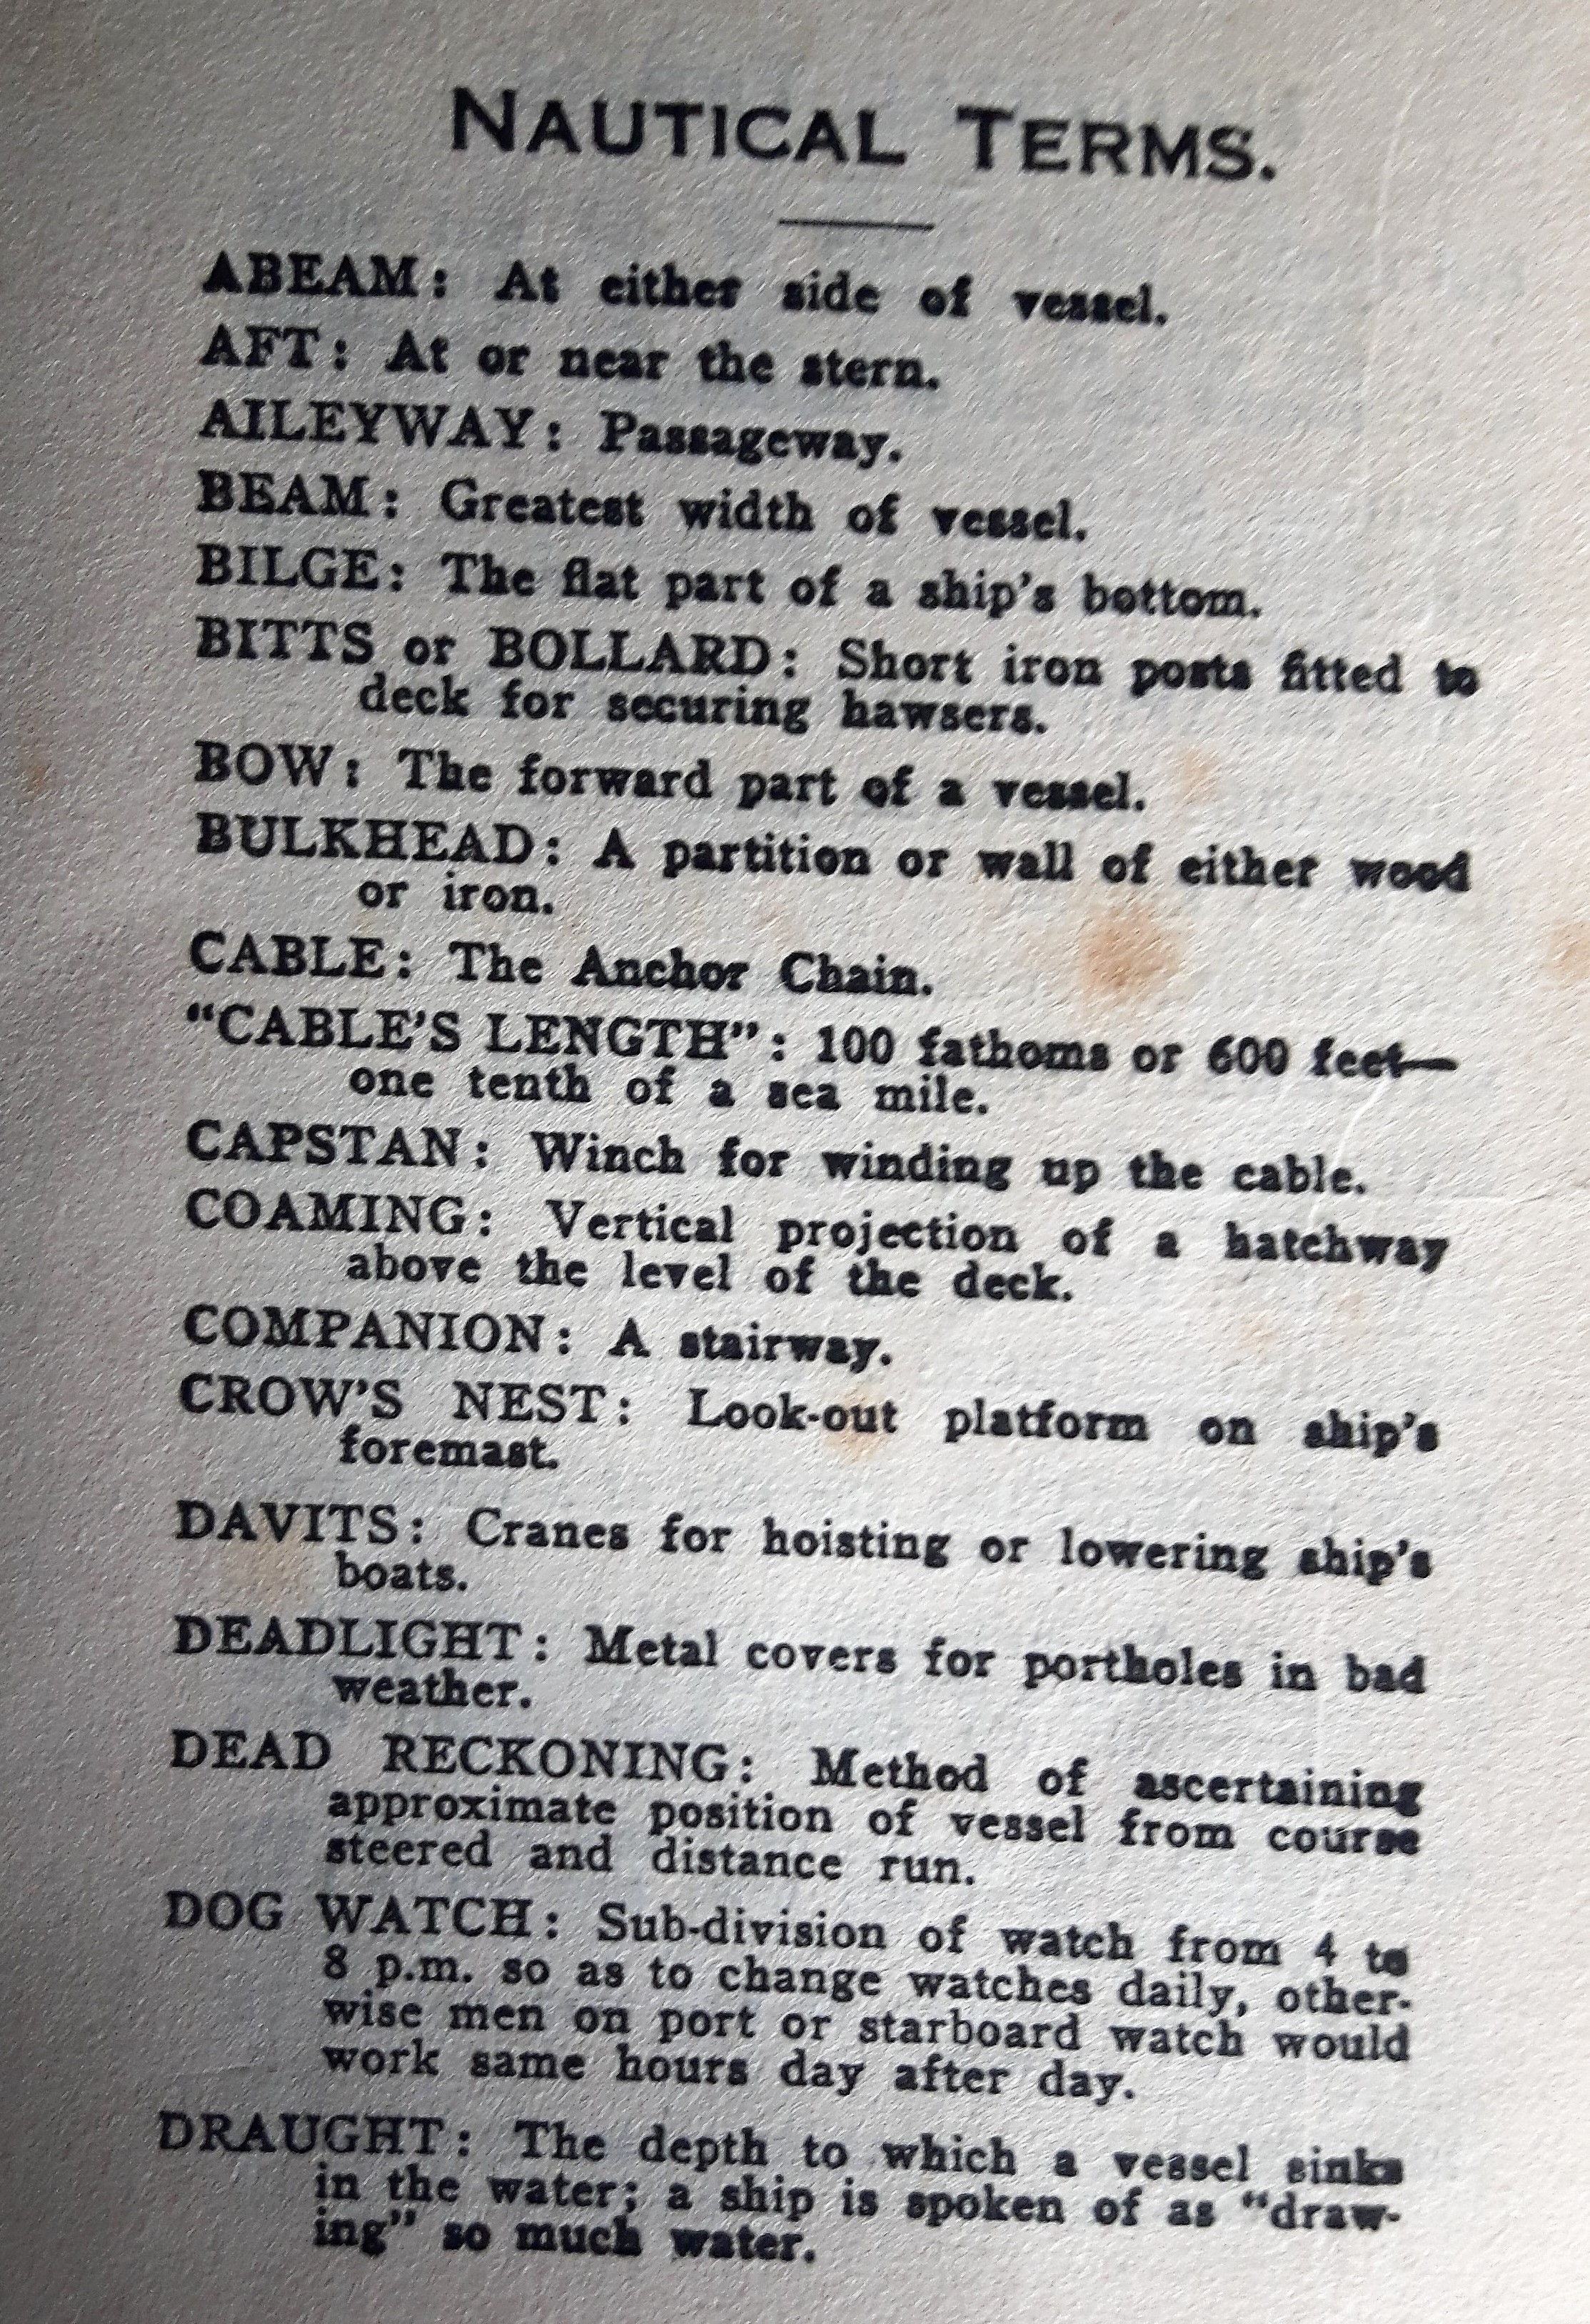 NAUTICAL TERMS.
ABEAM: At either side of vessel.
AFT: At or near the stern.
AILEYWAY: Passageway.
BEAM: Greatest width of vessel.
BILGE: The flat part of a ship's bottom.
BITTS or BOLLARD: Short iron posts fitted to
deck for securing hawsers.
BOW: The forward part of a vessel.
BULKHEAD: A partition or wall of either wood
or iron.
CABLE: The Anchor Chain.
"CABLE'S LENGTH": 100 fathoms or 600 feet—
one tenth of a sea mile.
CAPSTAN: Winch for winding up the cable.
COAMING: Vertical projection of a hatchway
above the level of the deck.
COMPANION: A stairway.
CROW'S NEST: Look-out platform on ship's
foremast.
DAVITS: Cranes for hoisting or lowering ship's
boats.
DEADLIGHT: Metal covers for portholes in bad
weather.
DEAD RECKONING: Method of ascertaining
approximate position of vessel from course
steered and distance run.
DOG WATCH: Sub-division of watch from 4 to
8 p.m. so as to change watches daily, other-
wise men on port or starboard watch would
work same hours day after day.
DRAUGHT: The depth to which a vessel sinks
in the water; a ship is spoken of as "draw-
ing" so much water.